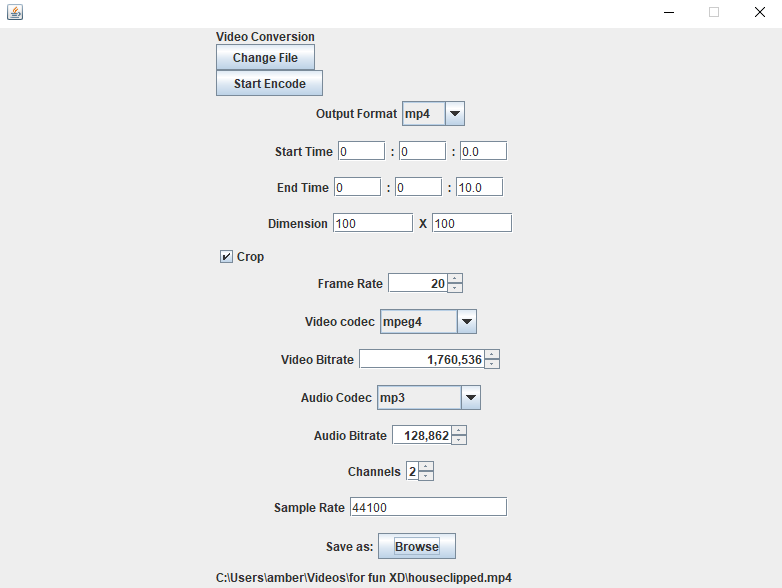 Video Conversion
Change File
Start Encode
Output Format mp4
Start Time 0 : 0 : 0.0
End Time 0 : 0 : 10.0
Dimension 100 X 100
Crop
Frame Rate 20
Video codec mpeg4
Video Bitrate 1,760,536
Audio Codec mp3
Audio Bitrate 128,862
Channels 2
Sample Rate 44100
Save as: Browse
C:\Users\amber\Videos\for fun XD\houseclipped.mp4